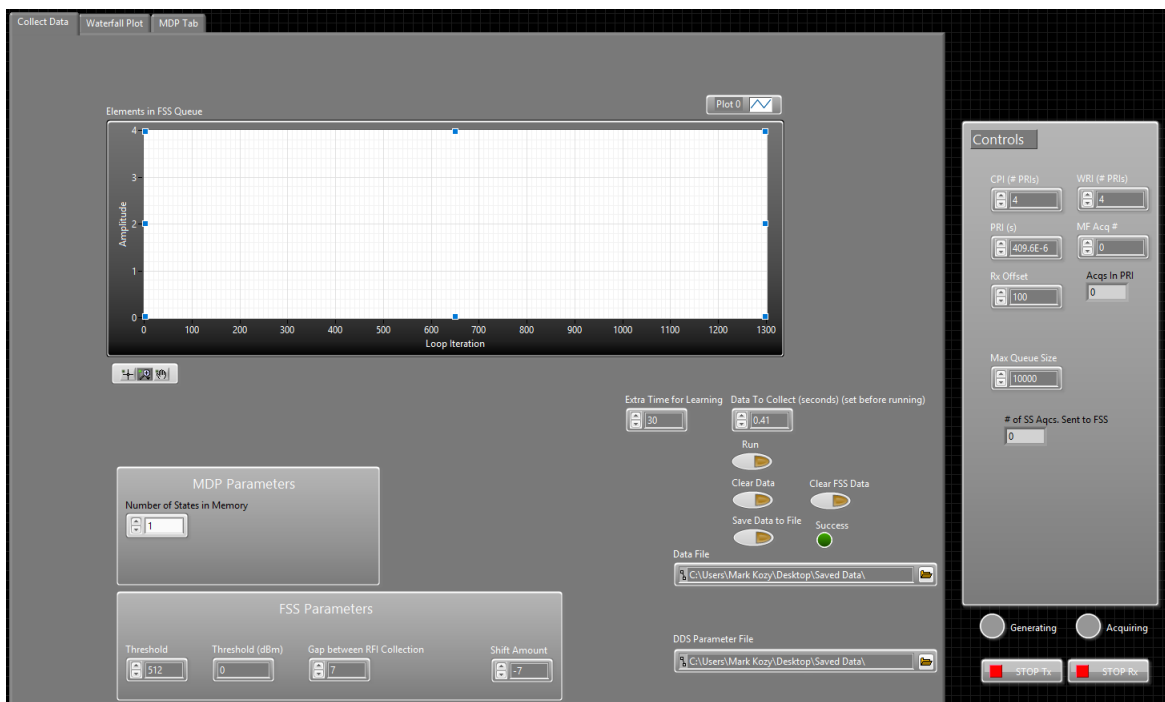 Collect Data
Waterfall Plot
MDP Tab
Elements in FSS Queue
Plot 0
4
3
2
1
0
Amplitude
0 100 200 300 400 500 600 700 800 900 1000 1100 1200 1300
Loop Iteration
Extra Time for Learning
30
Data To Collect (seconds) (set before running)
0.41
Run
Clear Data
Clear FSS Data
Save Data to File
Success
Data File
C:\Users\Mark Kozy\Desktop\Saved Data\
DDS Parameter File
C:\Users\Mark Kozy\Desktop\Saved Data\
MDP Parameters
Number of States in Memory
1
FSS Parameters
Threshold
512
Threshold (dBm)
0
Gap between RFI Collection
7
Shift Amount
-7
Controls
CPI (# PRIs)
4
WRI (# PRIs)
4
PRI (s)
409.6E-6
MF Acq #
0
Rx Offset
100
Acqs In PRI
0
Max Queue Size
10000
# of SS Aqcs. Sent to FSS
0
Generating
Acquiring
STOP Tx
STOP Rx